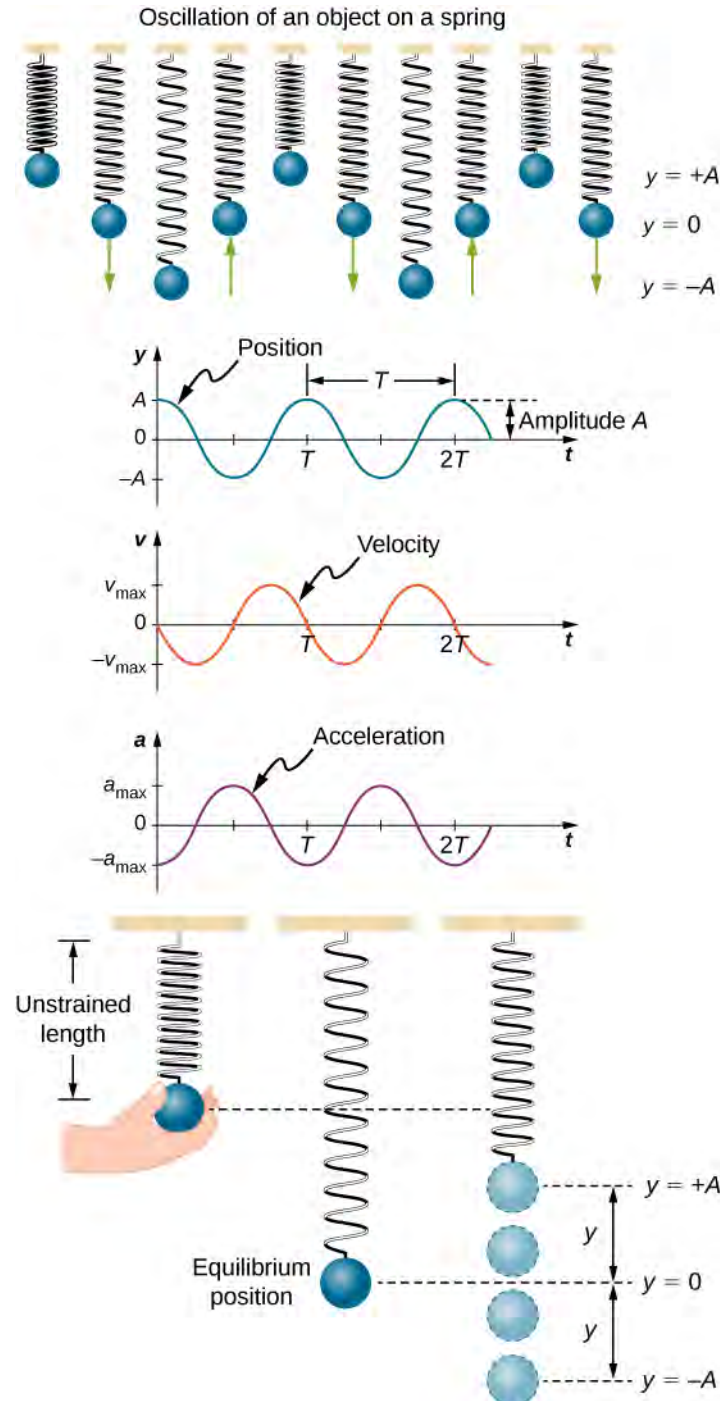 Oscillation of an object on a spring
y = +A
y = 0
y = −A
y
Position
T
A
Amplitude A
0
T
2T
t
−A
v
Velocity
vmax
0
T
2T
t
−vmax
a
Acceleration
amax
0
T
2T
t
−amax
Unstrained
length
y = +A
y
Equilibrium
position
y = 0
y
y = −A